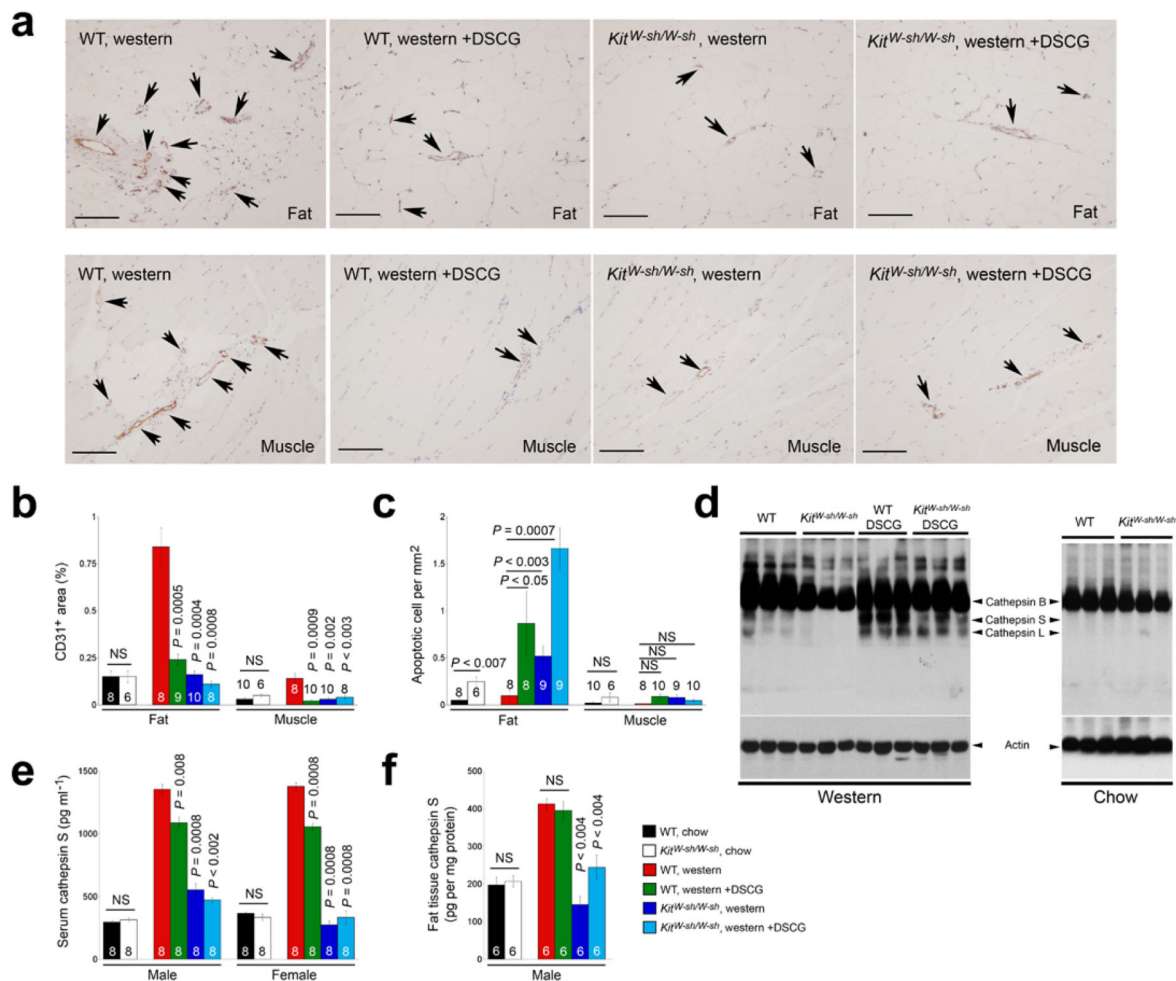 a
WT, western
WT, western +DSCG
Kit^W-sh/W-sh, western
Kit^W-sh/W-sh, western +DSCG
Fat
Fat
Fat
Fat
WT, western
WT, western +DSCG
Kit^W-sh/W-sh, western
Kit^W-sh/W-sh, western +DSCG
Muscle
Muscle
Muscle
Muscle
b
CD31+ area (%)
1
0.75
0.5
0.25
0
NS
P = 0.0005
P = 0.0004
P = 0.0008
NS
P = 0.0009
P = 0.002
P < 0.003
8 6 8 9 10 8
10 6 8 10 10 8
Fat
Muscle
c
Apoptotic cell per mm2
2
1.5
1
0.5
0
P = 0.0007
P < 0.003
P < 0.05
P < 0.007
NS
NS
NS
NS
8 6 8 8 9 9
10 6 8 10 9 10
Fat
Muscle
d
WT
Kit^W-sh/W-sh
WT DSCG
Kit^W-sh/W-sh DSCG
WT
Kit^W-sh/W-sh
Cathepsin B
Cathepsin S
Cathepsin L
Actin
Western
Chow
e
Serum cathepsin S (pg ml⁻¹)
1500
1000
500
0
NS
P = 0.008
P = 0.0008
P < 0.002
NS
P = 0.0008
P = 0.0008
P = 0.0008
8 8 8 8 8 8
8 8 8 8 8 8
Male
Female
f
Fat tissue cathepsin S
(pg per mg protein)
600
400
200
0
NS
NS
P < 0.004
P < 0.004
6 6 6 6 6 6
Male
WT, chow
Kit^W-sh/W-sh, chow
WT, western
WT, western +DSCG
Kit^W-sh/W-sh, western
Kit^W-sh/W-sh, western +DSCG